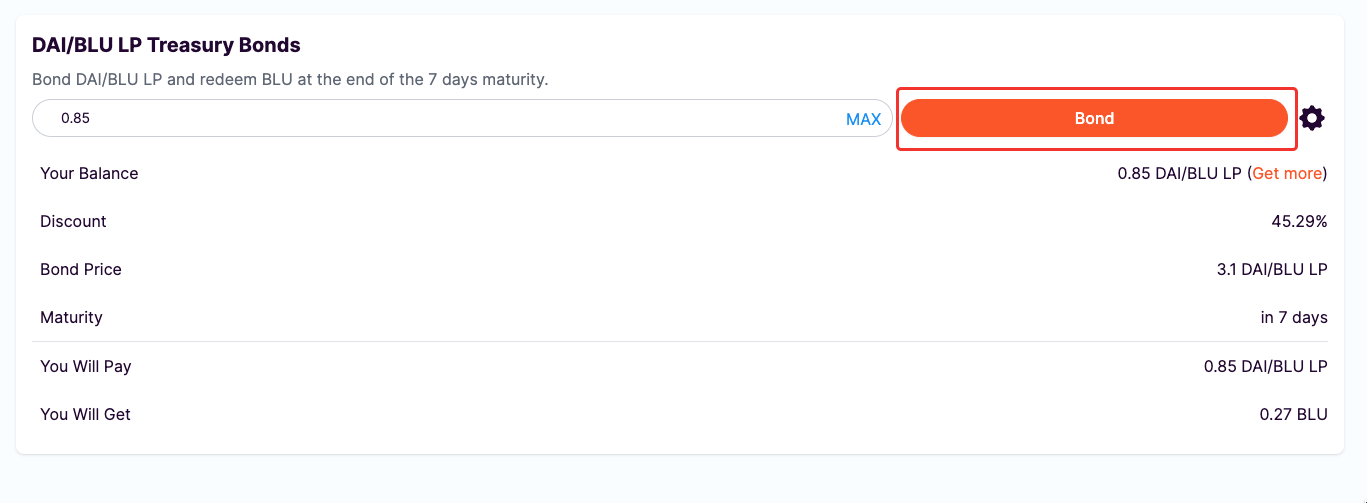 DAI/BLU LP Treasury Bonds
Bond DAI/BLU LP and redeem BLU at the end of the 7 days maturity.
0.85 MAX Bond
Your Balance 0.85 DAI/BLU LP (Get more)
Discount 45.29%
Bond Price 3.1 DAI/BLU LP
Maturity in 7 days
You Will Pay 0.85 DAI/BLU LP
You Will Get 0.27 BLU